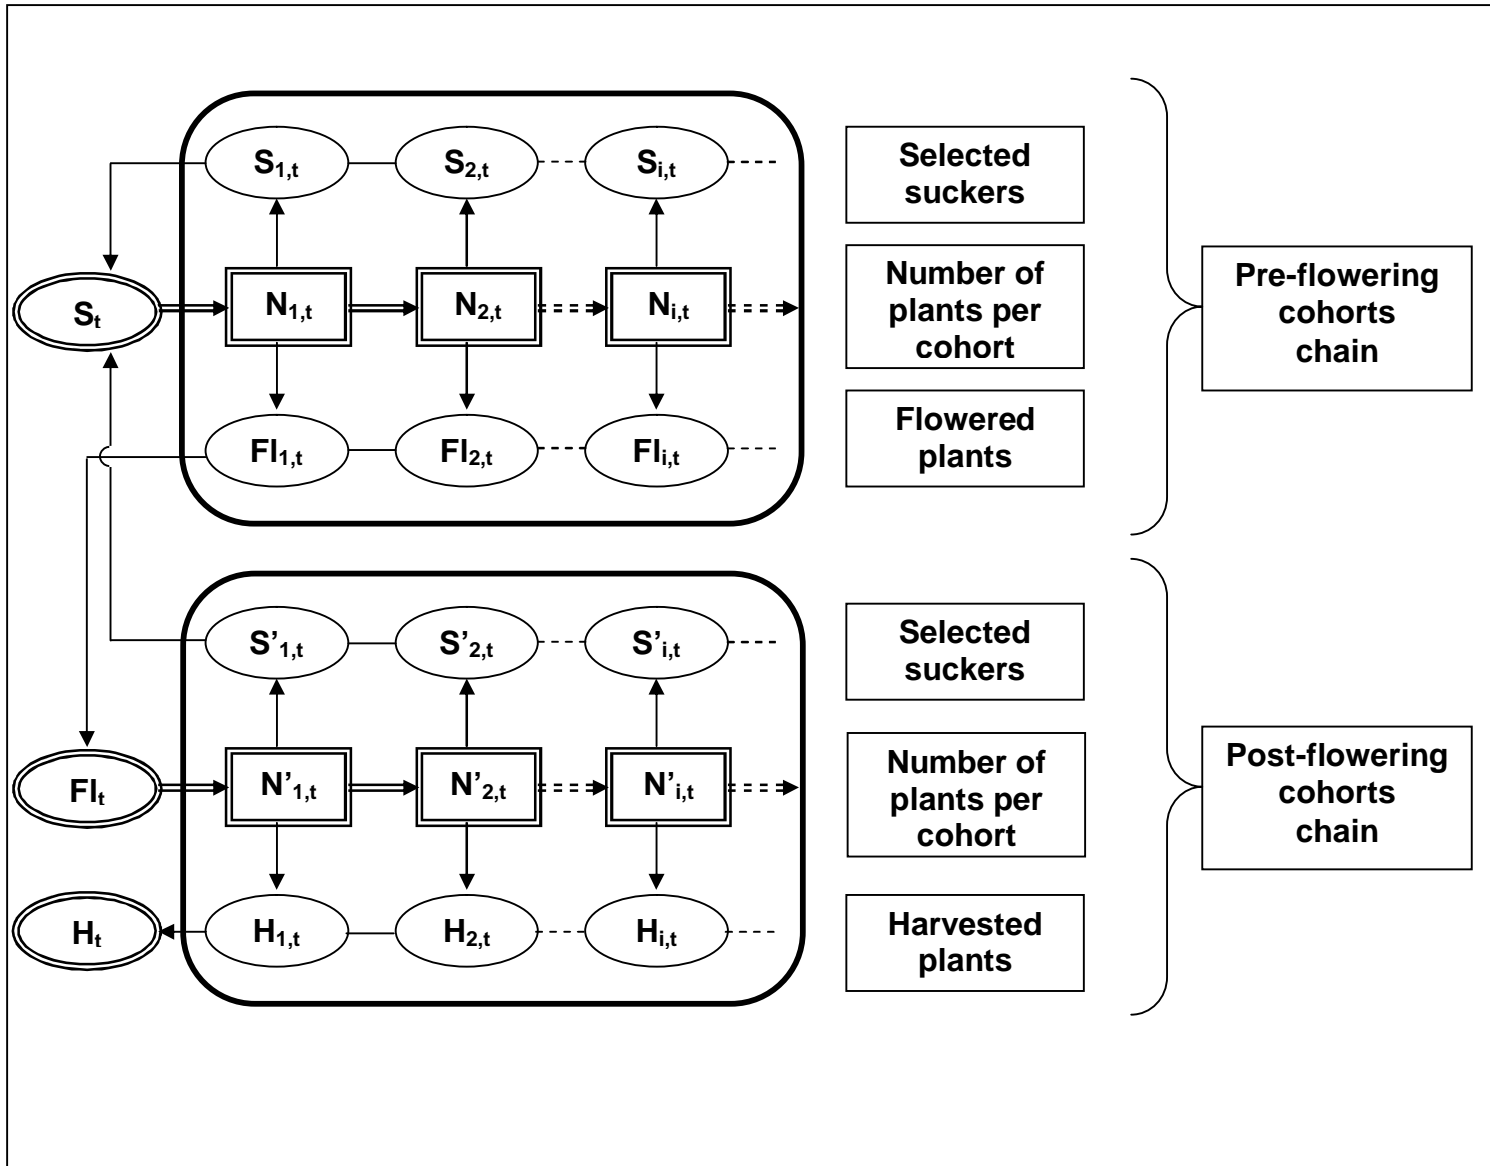 S1,t
S2,t
Si,t
Selected
suckers
St
N1,t
N2,t
Ni,t
Number of
plants per
cohort
Pre-flowering
cohorts
chain
Fl1,t
Fl2,t
Fli,t
Flowered
plants
S’1,t
S’2,t
S’i,t
Selected
suckers
Flt
N’1,t
N’2,t
N’i,t
Number of
plants per
cohort
Post-flowering
cohorts
chain
Ht
H1,t
H2,t
Hi,t
Harvested
plants